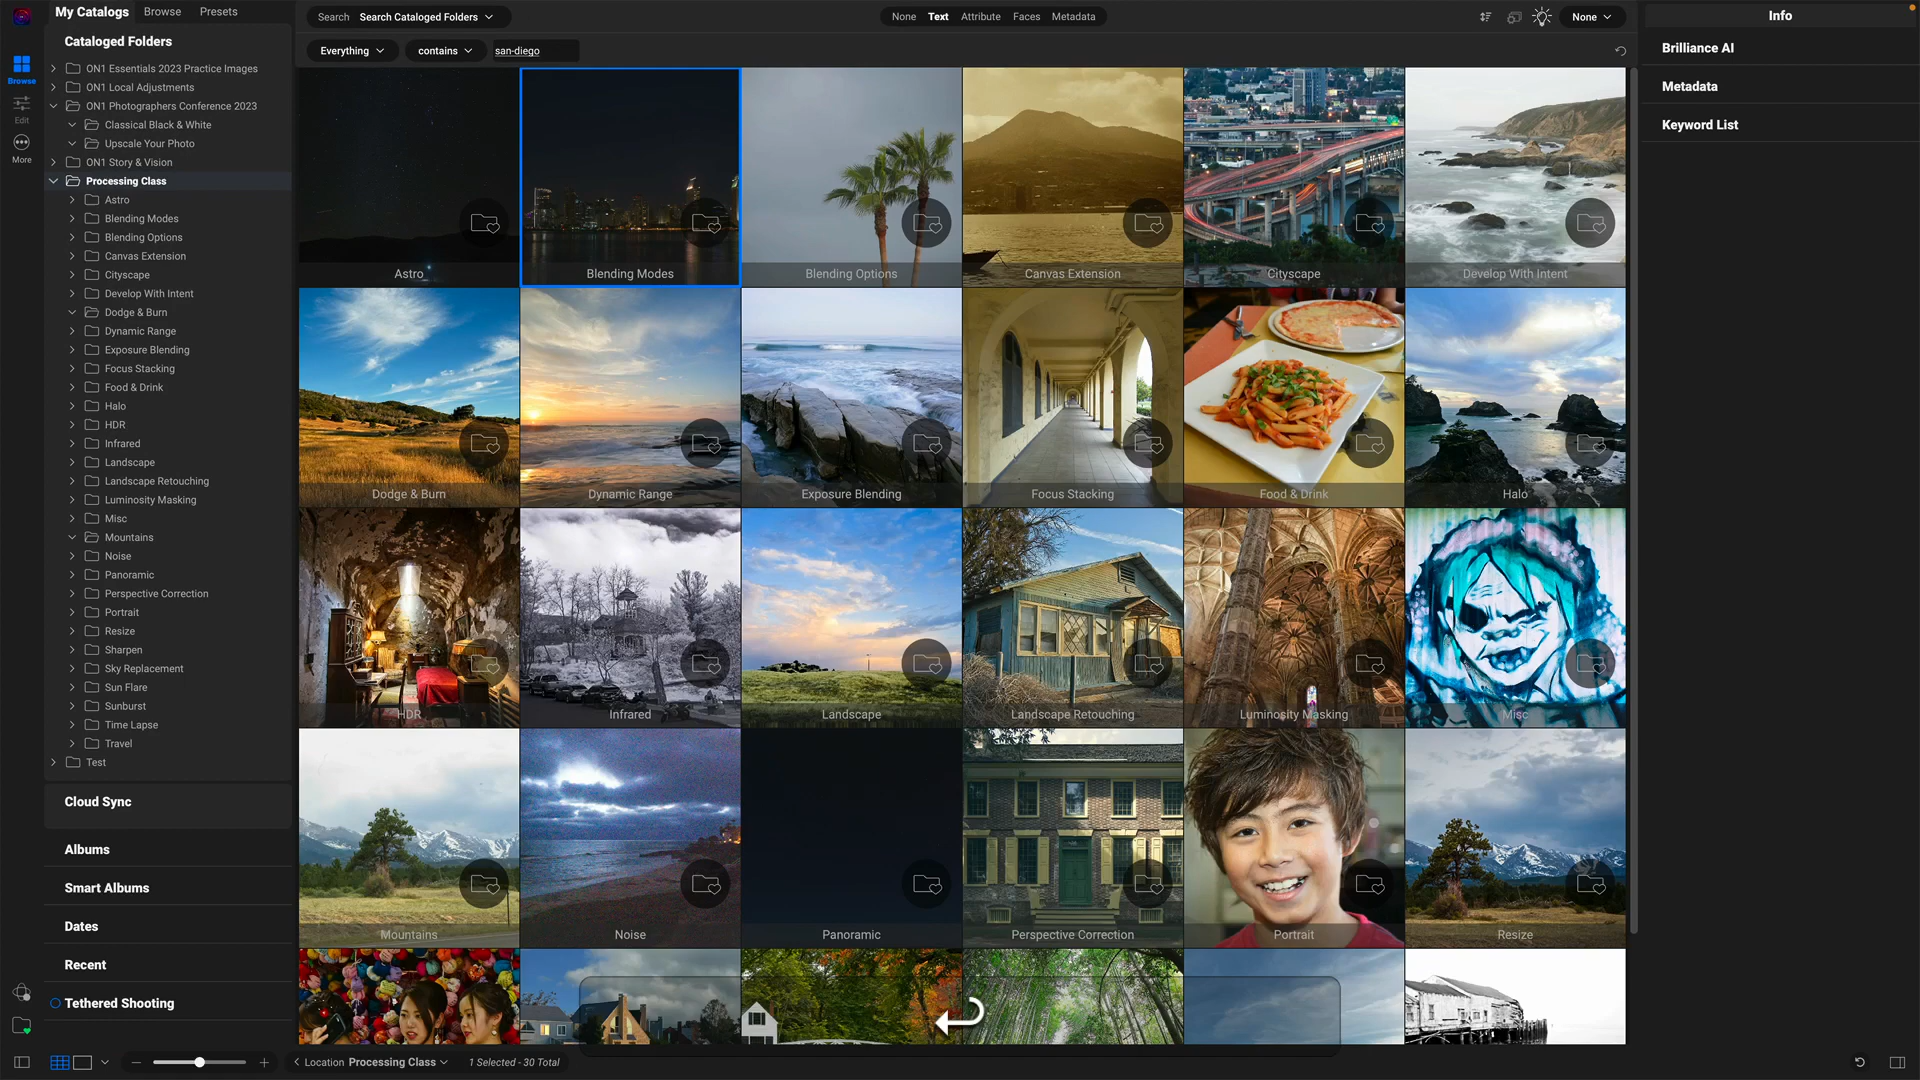 My Catalogs
Browse
Presets
Search
Search Cataloged Folders
None
Text
Attribute
Faces
Metadata
None
Info
Cataloged Folders
Everything
contains
san-diego
Browse
Edit
More
ON1 Essentials 2023 Practice Images
ON1 Local Adjustments
ON1 Photographers Conference 2023
Classical Black & White
Upscale Your Photo
ON1 Story & Vision
Processing Class
Astro
Blending Modes
Blending Options
Canvas Extension
Cityscape
Develop With Intent
Dodge & Burn
Dynamic Range
Exposure Blending
Focus Stacking
Food & Drink
Halo
HDR
Infrared
Landscape
Landscape Retouching
Luminosity Masking
Misc
Mountains
Noise
Panoramic
Perspective Correction
Portrait
Resize
Sharpen
Sky Replacement
Sun Flare
Sunburst
Time Lapse
Travel
Test
Cloud Sync
Albums
Smart Albums
Dates
Recent
Tethered Shooting
Astro
Blending Modes
Blending Options
Canvas Extension
Cityscape
Develop With Intent
Dodge & Burn
Dynamic Range
Exposure Blending
Focus Stacking
Food & Drink
Halo
HDR
Infrared
Landscape
Landscape Retouching
Luminosity Masking
Misc
Mountains
Noise
Panoramic
Perspective Correction
Portrait
Resize
Brilliance AI
Metadata
Keyword List
Location
Processing Class
1 Selected - 30 Total